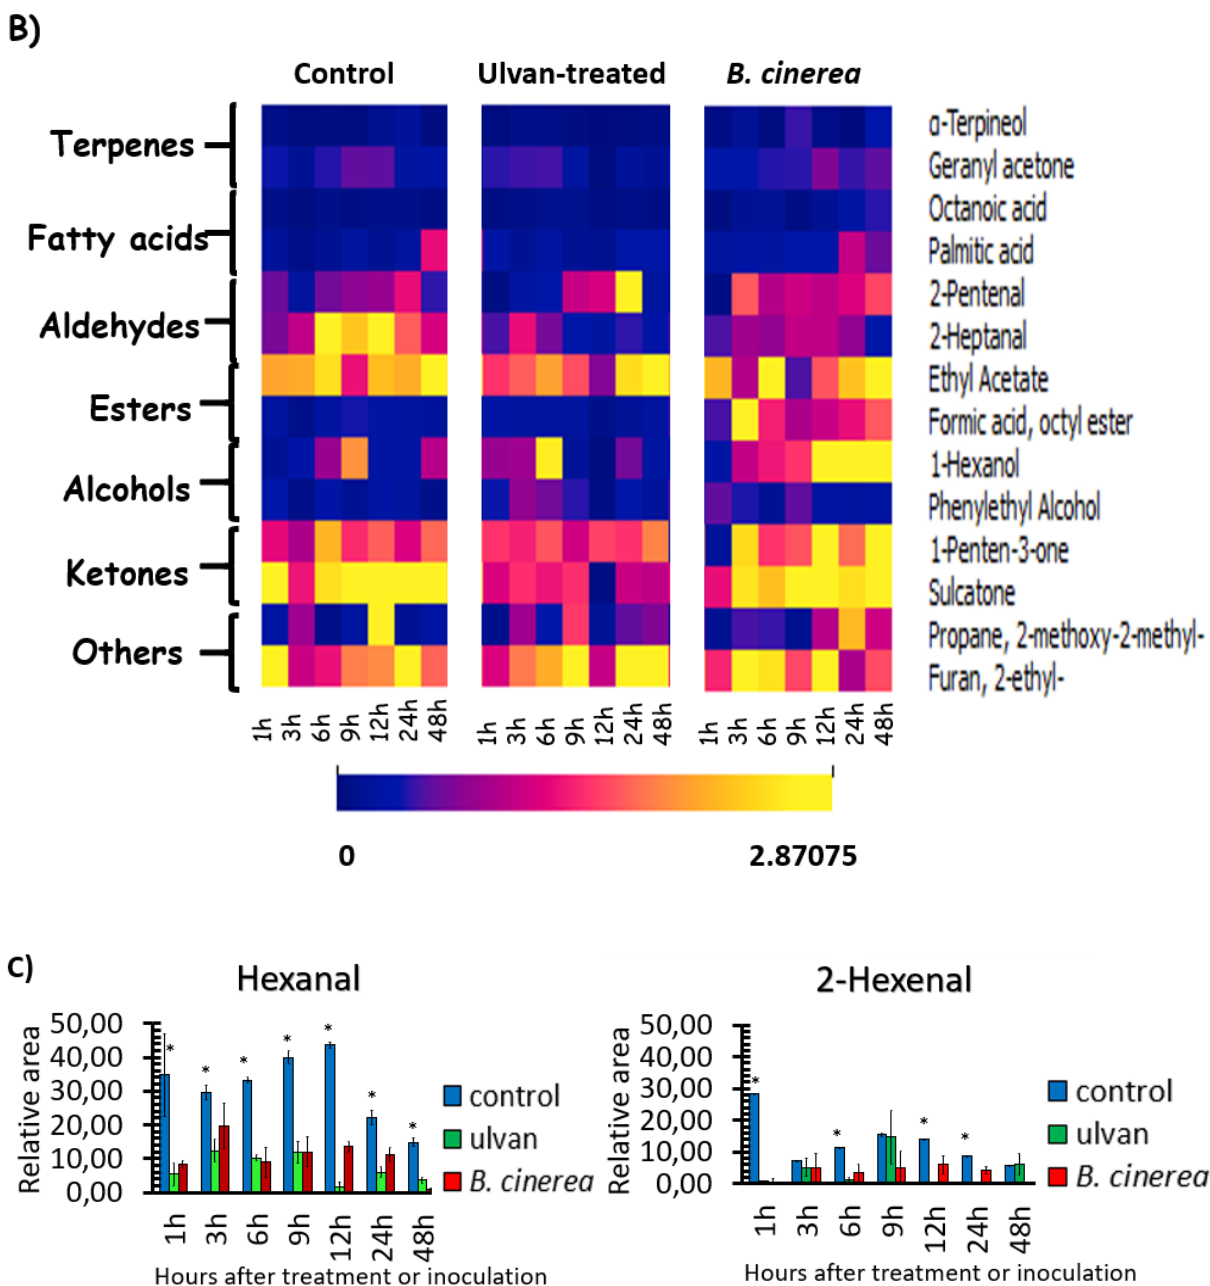 B)
Control Ulvan-treated B. cinerea
Terpenes
Fatty acids
Aldehydes
Esters
Alcohols
Ketones
Others
α-Terpineol
Geranyl acetone
Octanoic acid
Palmitic acid
2-Pentenal
2-Heptanal
Ethyl Acetate
Formic acid, octyl ester
1-Hexanol
Phenylethyl Alcohol
1-Penten-3-one
Sulcatone
Propane, 2-methoxy-2-methyl-
Furan, 2-ethyl-
1h 3h 6h 9h 12h 24h 48h 1h 3h 6h 9h 12h 24h 48h 1h 3h 6h 9h 12h 24h 48h
0 2.87075
C)
Hexanal
Relative area
50,00
40,00
30,00
20,00
10,00
0,00
* * * * * * *
control
ulvan
B. cinerea
1h 3h 6h 9h 12h 24h 48h
Hours after treatment or inoculation
2-Hexenal
Relative area
50,00
40,00
30,00
20,00
10,00
0,00
* * * *
control
ulvan
B. cinerea
1h 3h 6h 9h 12h 24h 48h
Hours after treatment or inoculation